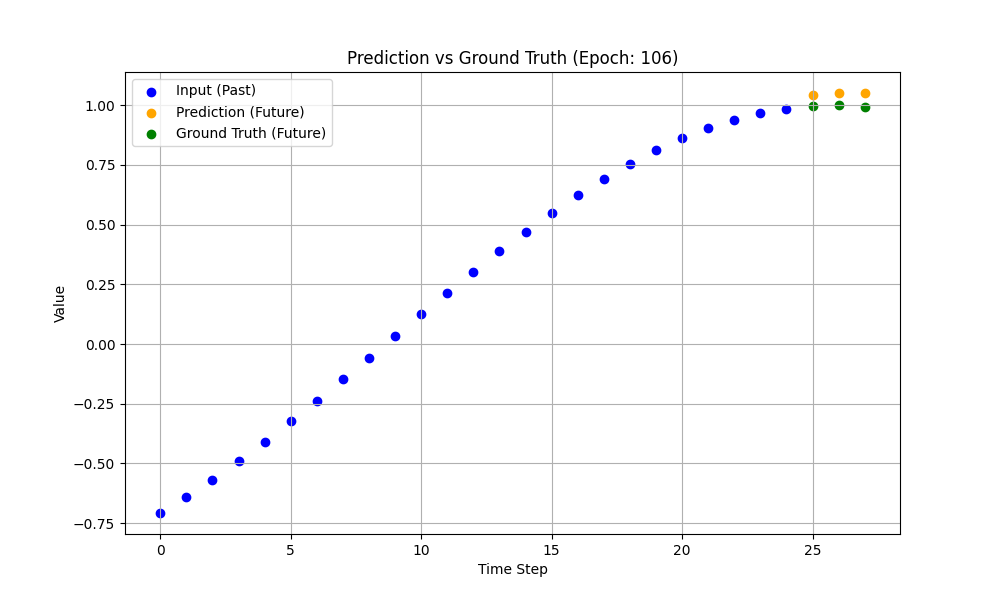 Prediction vs Ground Truth (Epoch: 106)
Input (Past)
Prediction (Future)
Ground Truth (Future)
Value
1.00
0.75
0.50
0.25
0.00
−0.25
−0.50
−0.75
0 5 10 15 20 25
Time Step